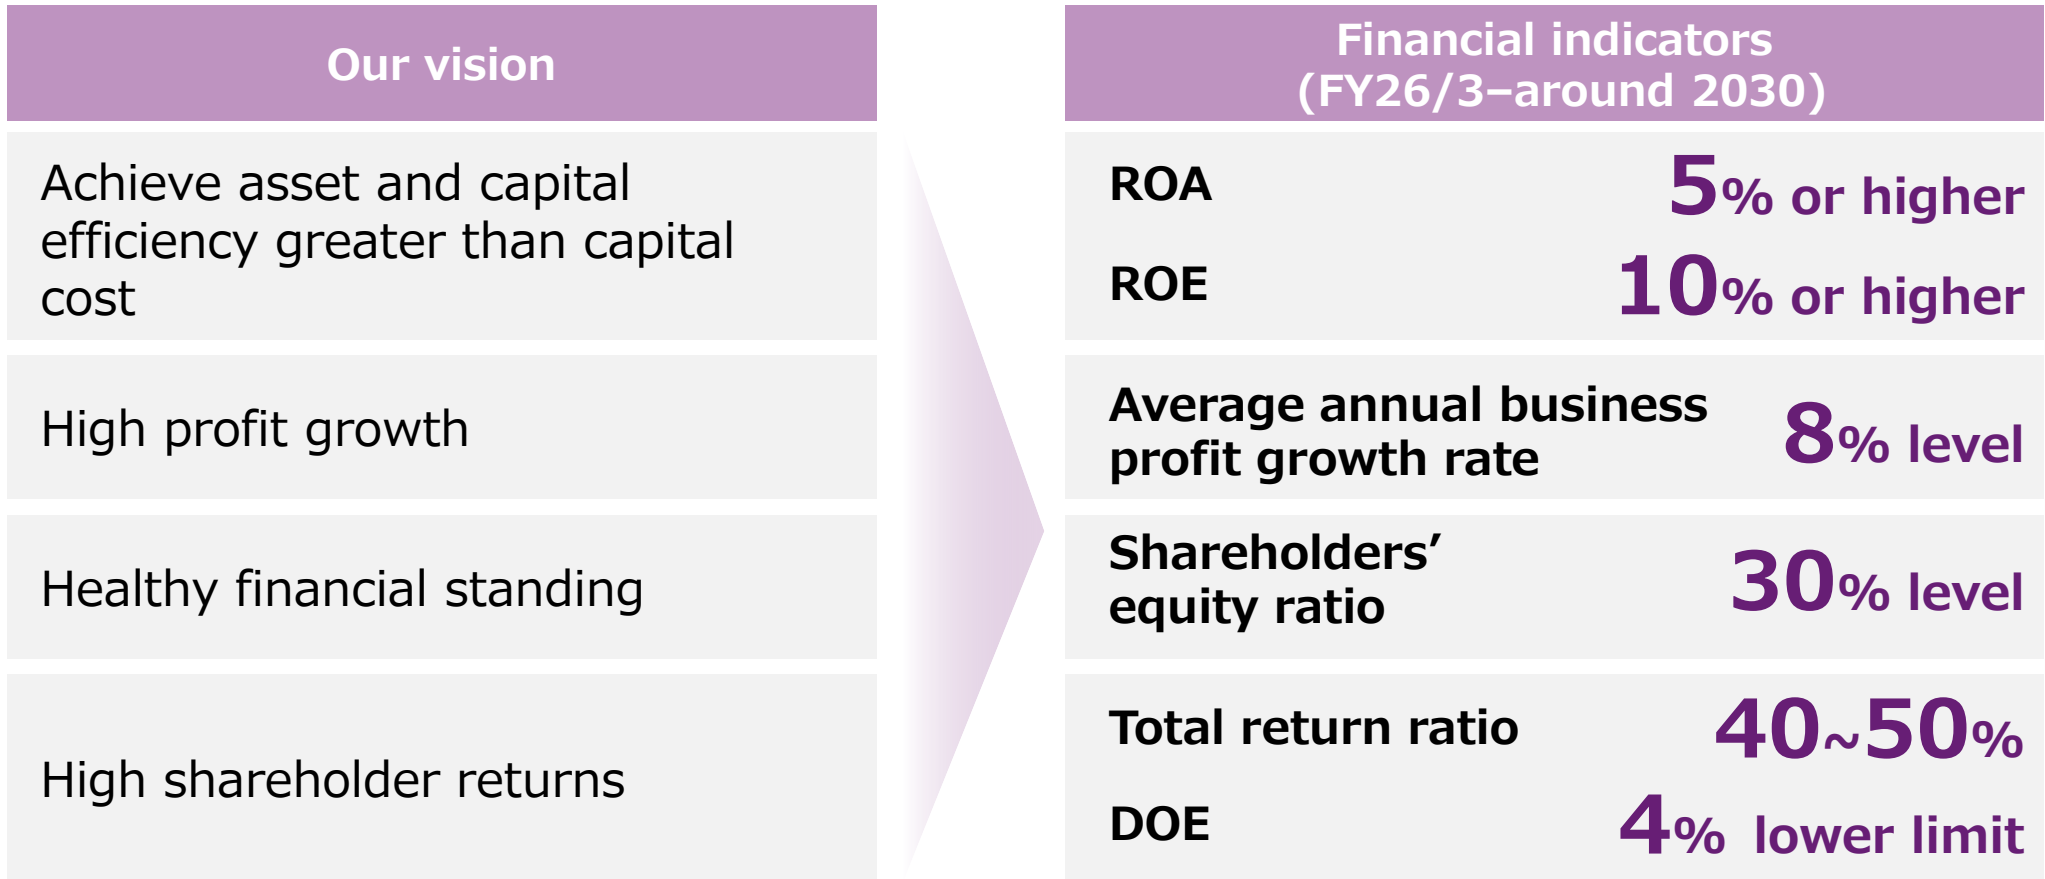 Our vision
Financial indicators
(FY26/3–around 2030)
Achieve asset and capital
efficiency greater than capital
cost
ROA 5% or higher
ROE 10% or higher
High profit growth
Average annual business
profit growth rate
8% level
Healthy financial standing
Shareholders’
equity ratio
30% level
High shareholder returns
Total return ratio 40~50%
DOE 4% lower limit